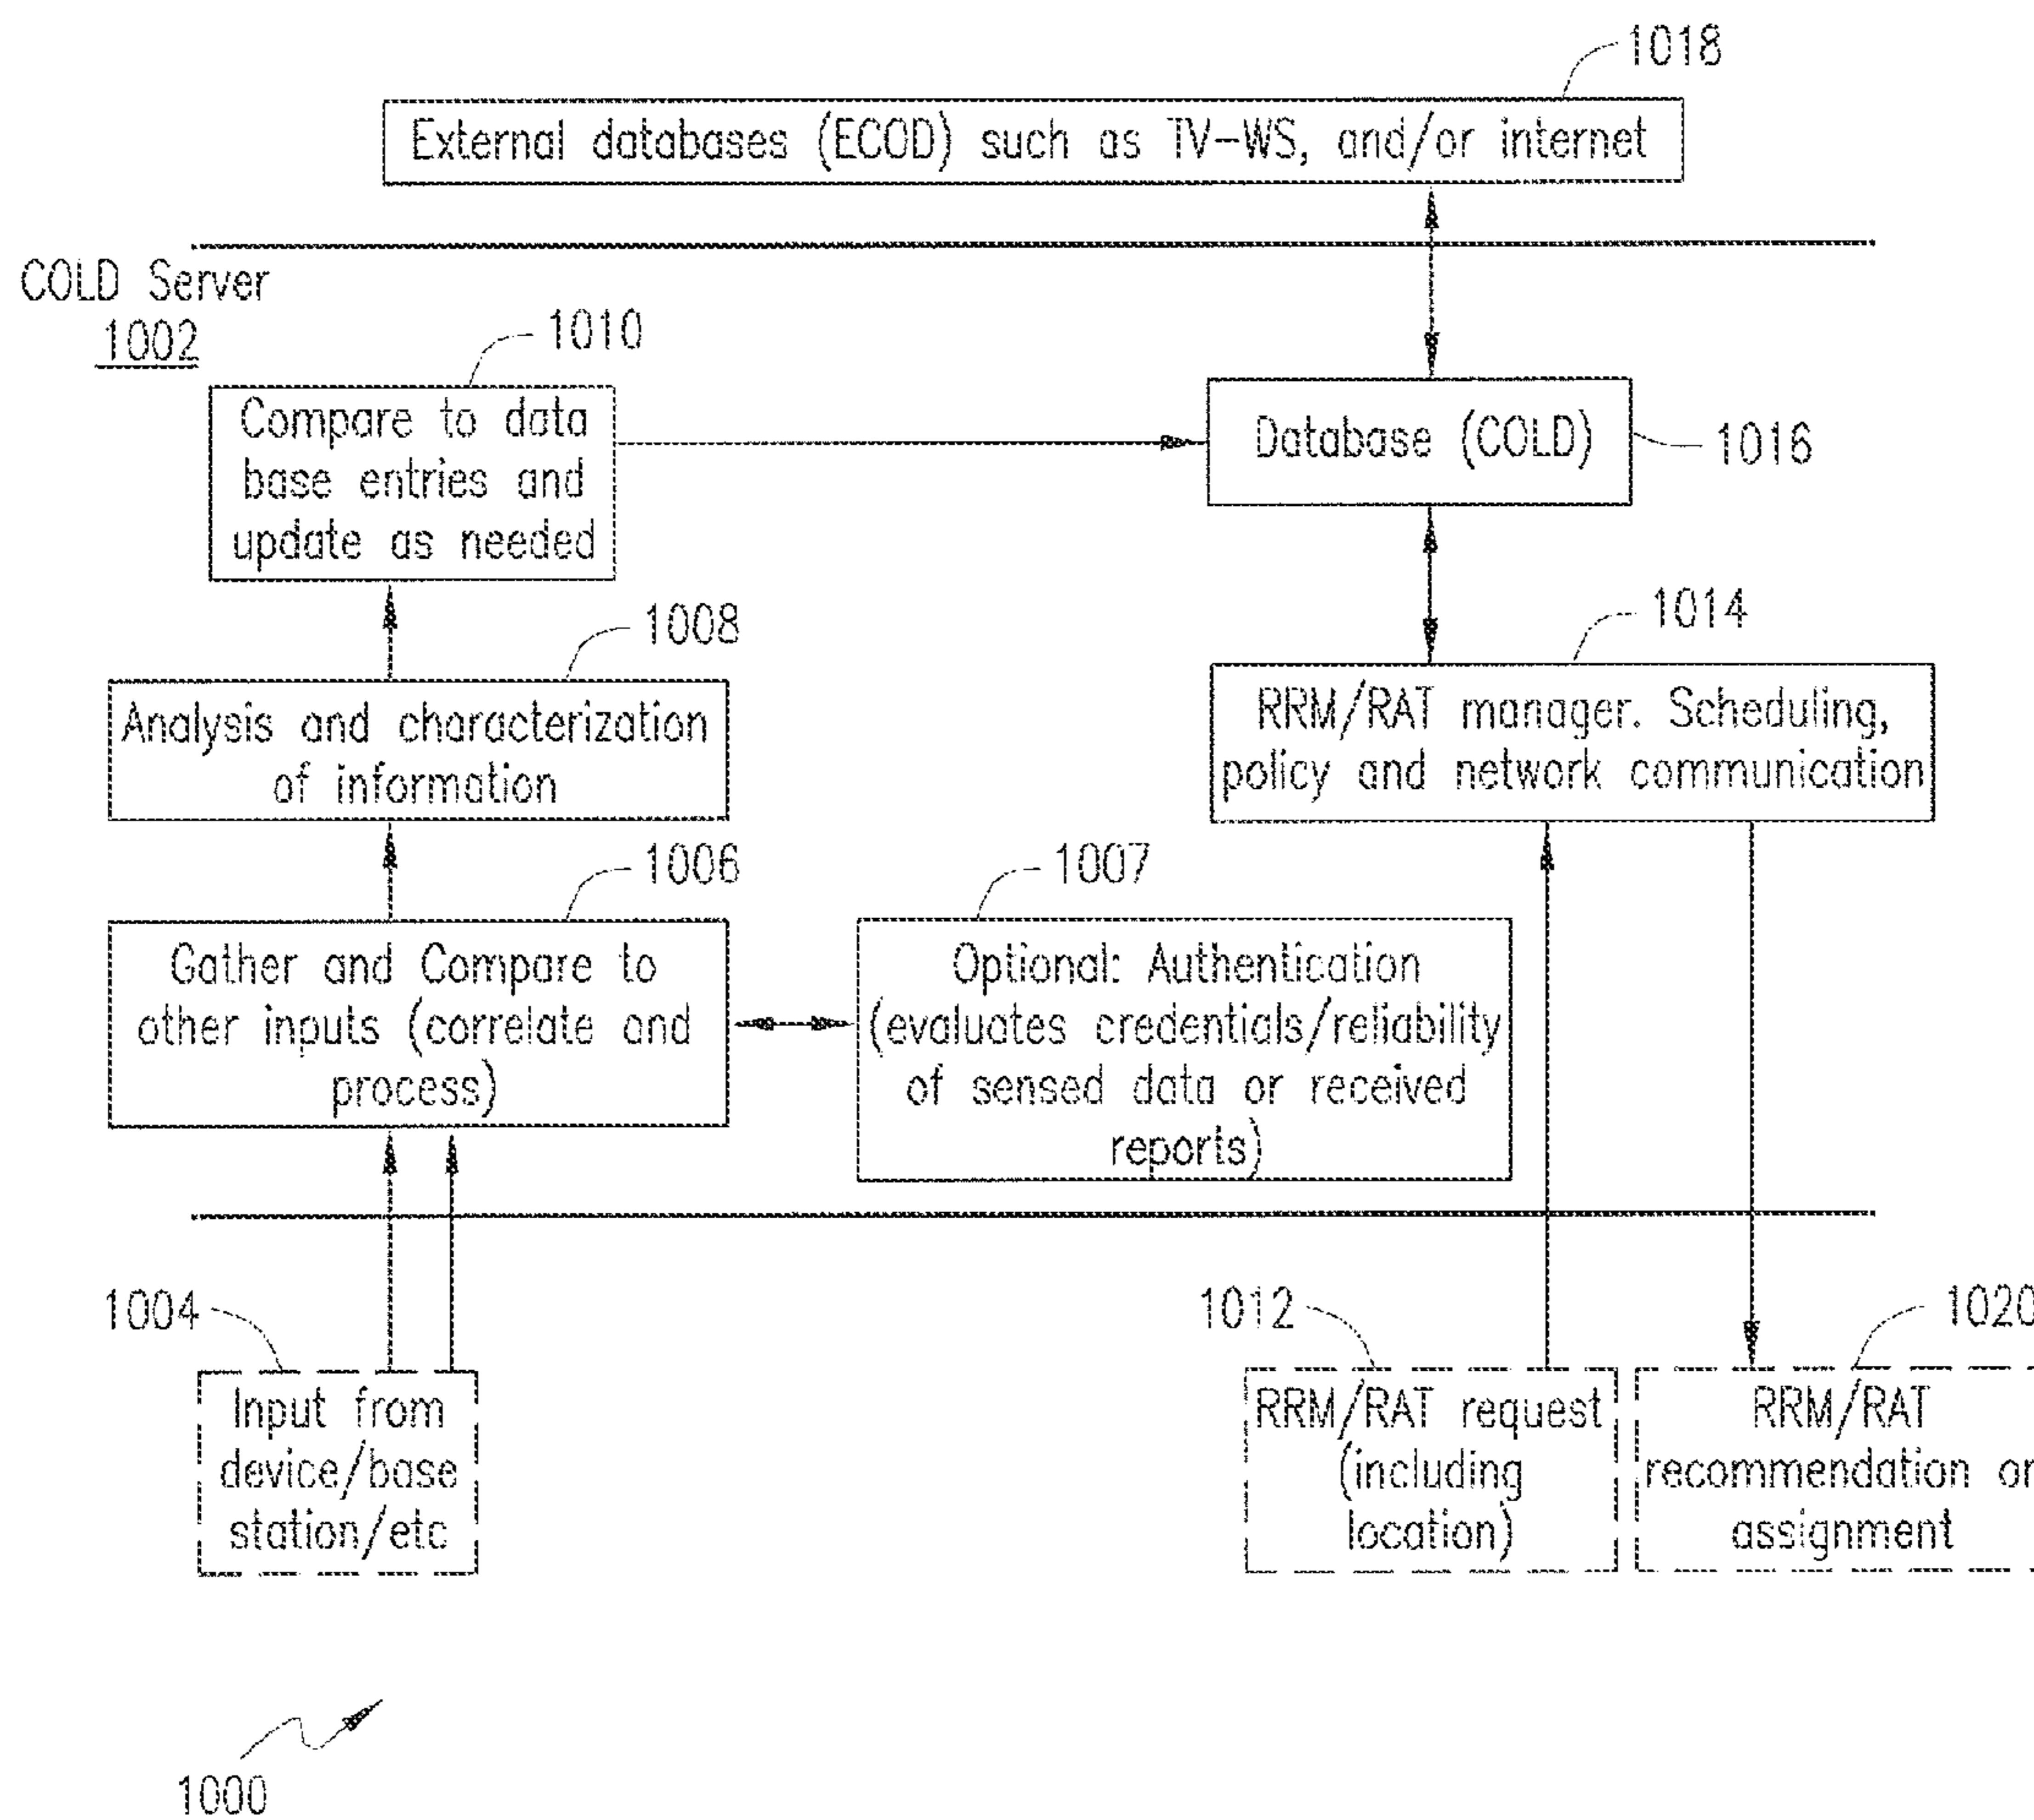 1018
External databases (ECOD) such as TV-WS, and/or internet
COLD Server
1002
1010
Compare to data
base entries and
update as needed
Database (COLD)
1016
1008
Analysis and characterization
of information
1014
RRM/RAT manager. Scheduling,
policy and network communication
1006
Gather and Compare to
other inputs (correlate and
process)
1007
Optional: Authentication
(evaluates credentials/reliability
of sensed data or received
reports)
1004
Input from
device/base
station/etc
1012
RRM/RAT request
(including
location)
1020
RRM/RAT
recommendation or
assignment
1000